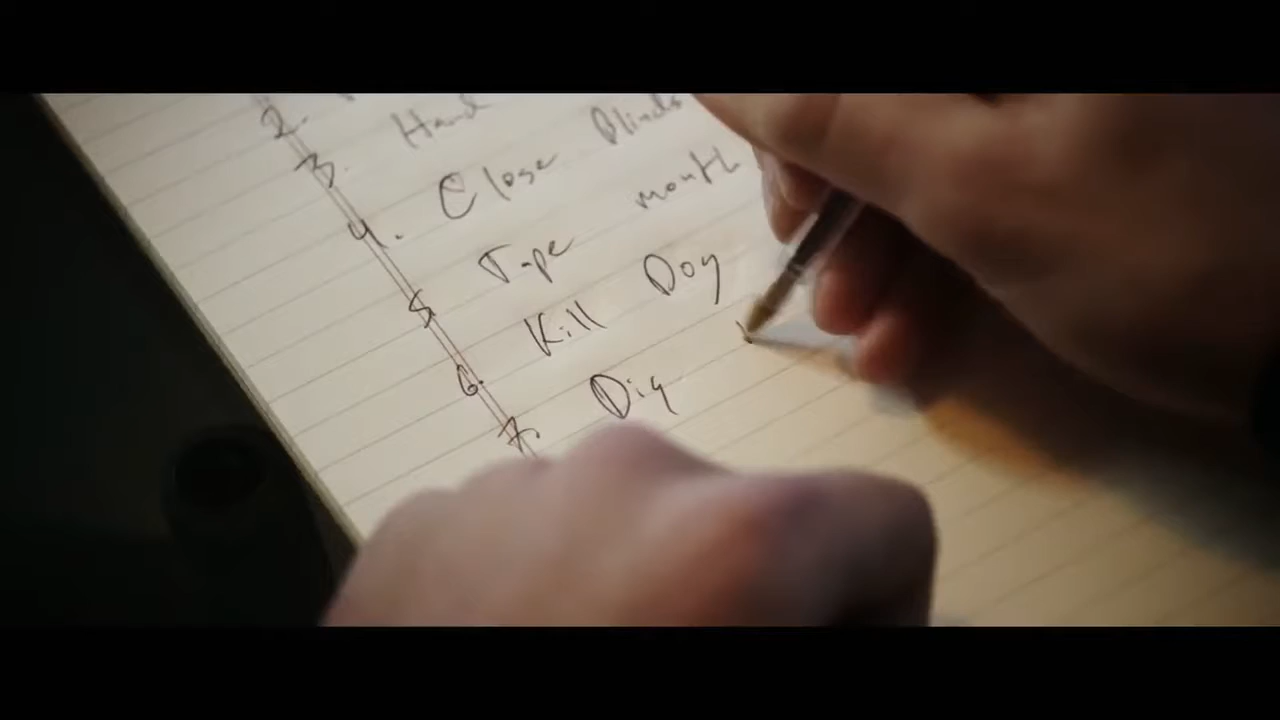 2.
3. Hand
4. Close Blinds
5 Tape mouth
6. Kill Dog
7. Dig